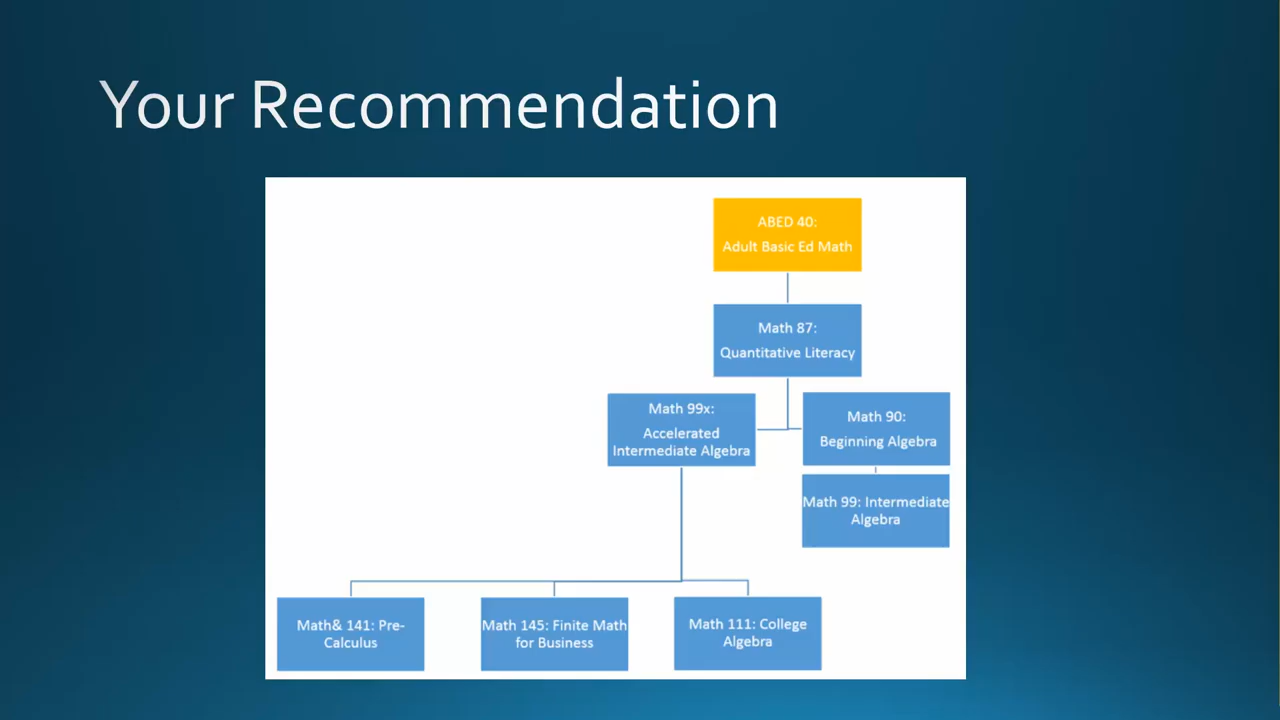 Your Recommendation
ABED 40:
Adult Basic Ed Math
Math 87:
Quantitative Literacy
Math 99x:
Accelerated
Intermediate Algebra
Math 90:
Beginning Algebra
Math 99: Intermediate
Algebra
Math& 141: Pre-
Calculus
Math 145: Finite Math
for Business
Math 111: College
Algebra